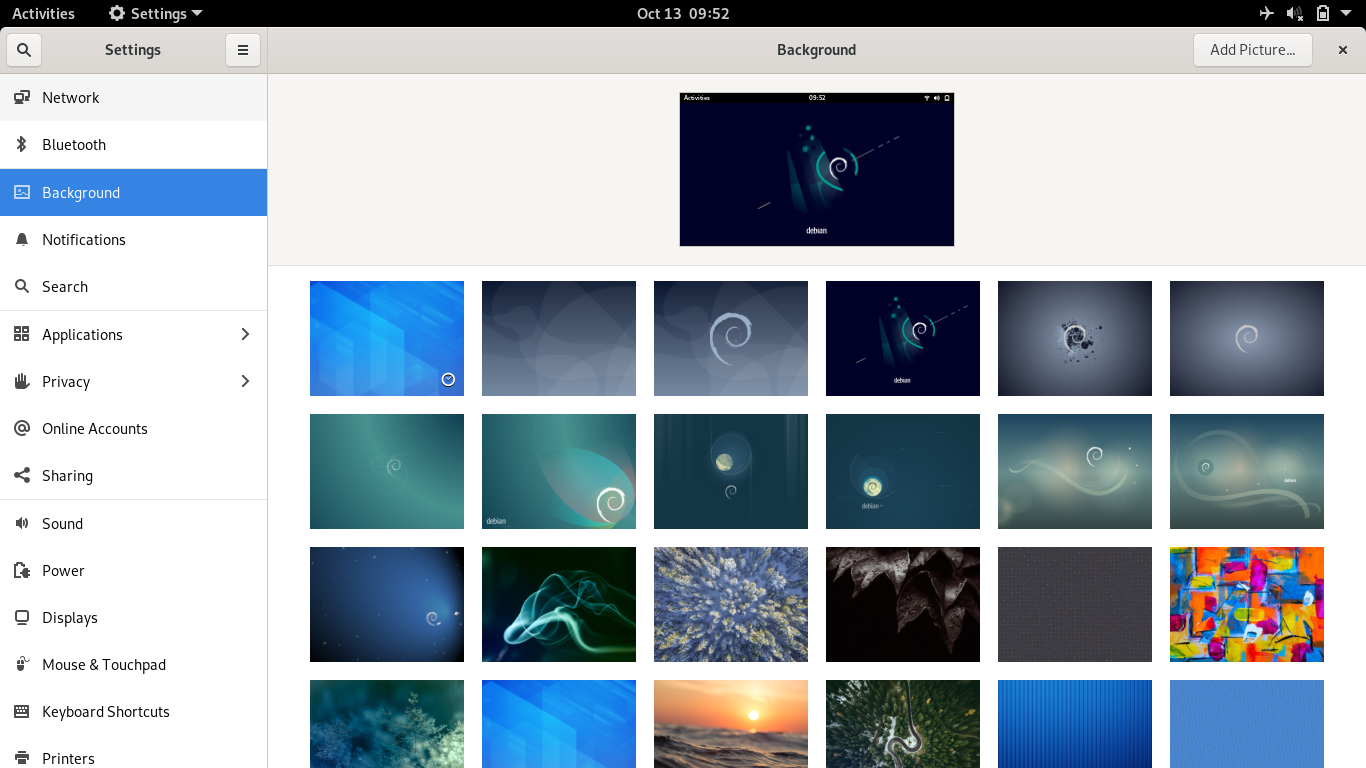 Activities Settings Oct 13 09:52
Settings Background Add Picture...
Network
Bluetooth
Background
Notifications
Search
Applications
Privacy
Online Accounts
Sharing
Sound
Power
Displays
Mouse & Touchpad
Keyboard Shortcuts
Printers
Activities 09:52
debian
debian
debian
debian
debian